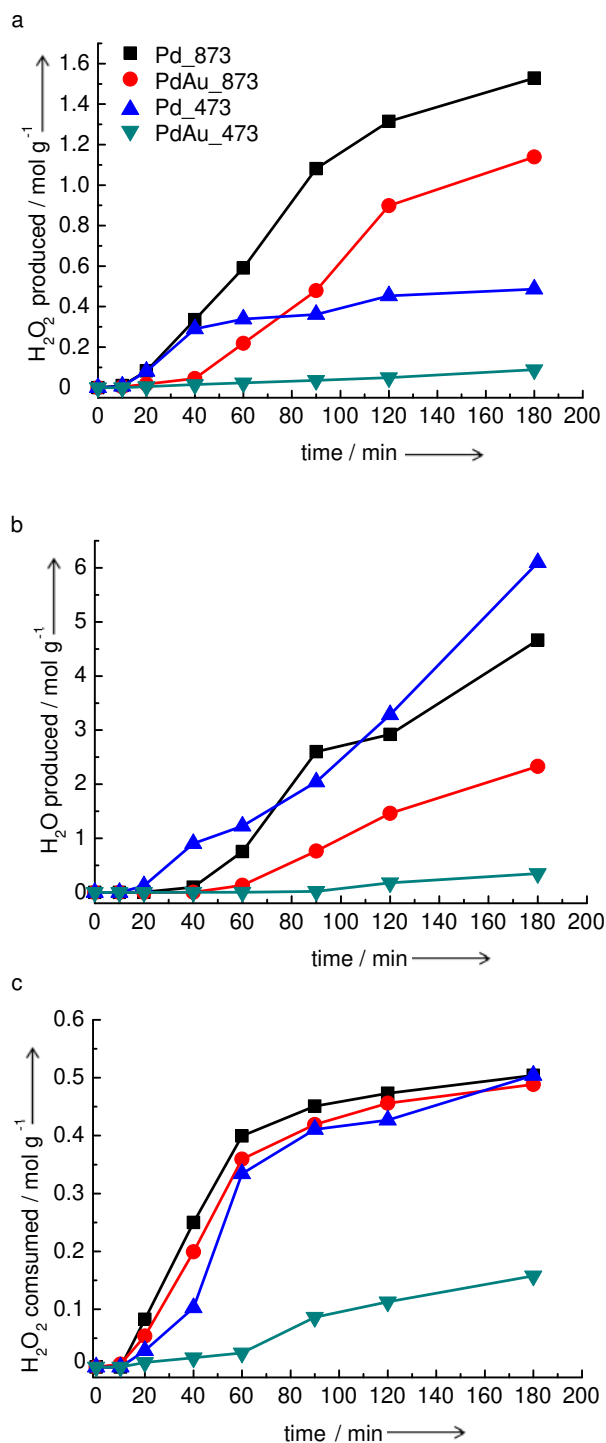 a
Pd_873
PdAu_873
Pd_473
PdAu_473
H₂O₂ produced / mol g⁻¹
1.6
1.4
1.2
1.0
0.8
0.6
0.4
0.2
0
0 20 40 60 80 100 120 140 160 180 200
time / min
b
H₂O produced / mol g⁻¹
6
5
4
3
2
1
0
0 20 40 60 80 100 120 140 160 180 200
time / min
c
H₂O₂ comsumed / mol g⁻¹
0.6
0.5
0.4
0.3
0.2
0.1
0
0 20 40 60 80 100 120 140 160 180 200
time / min